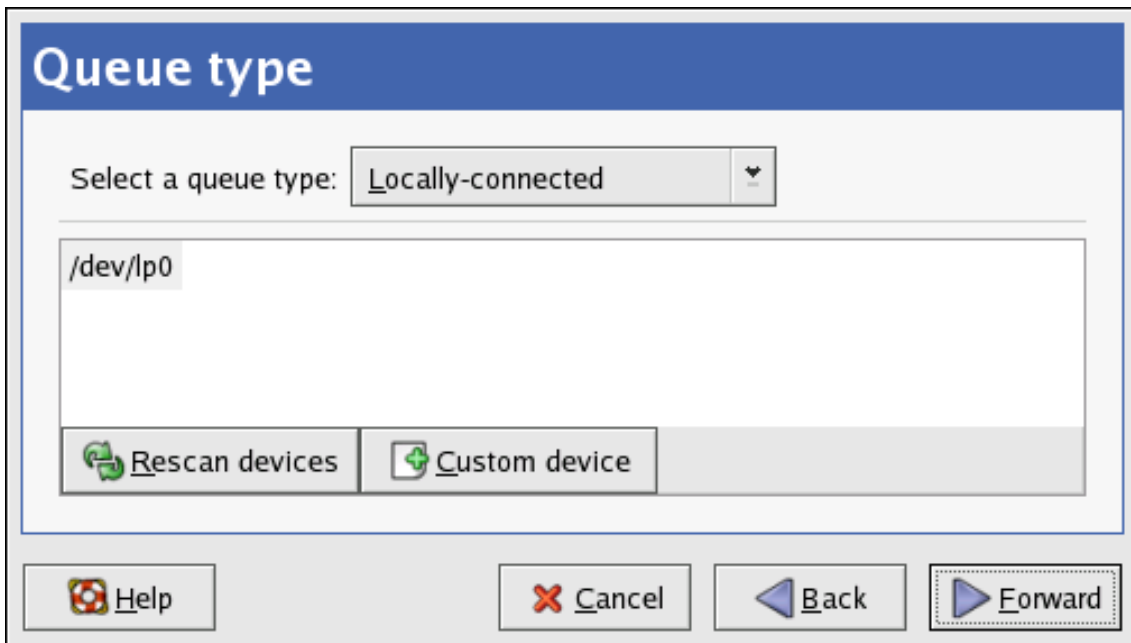 Queue type
Select a queue type: Locally-connected
/dev/lp0
Rescan devices Custom device
Help Cancel Back Forward